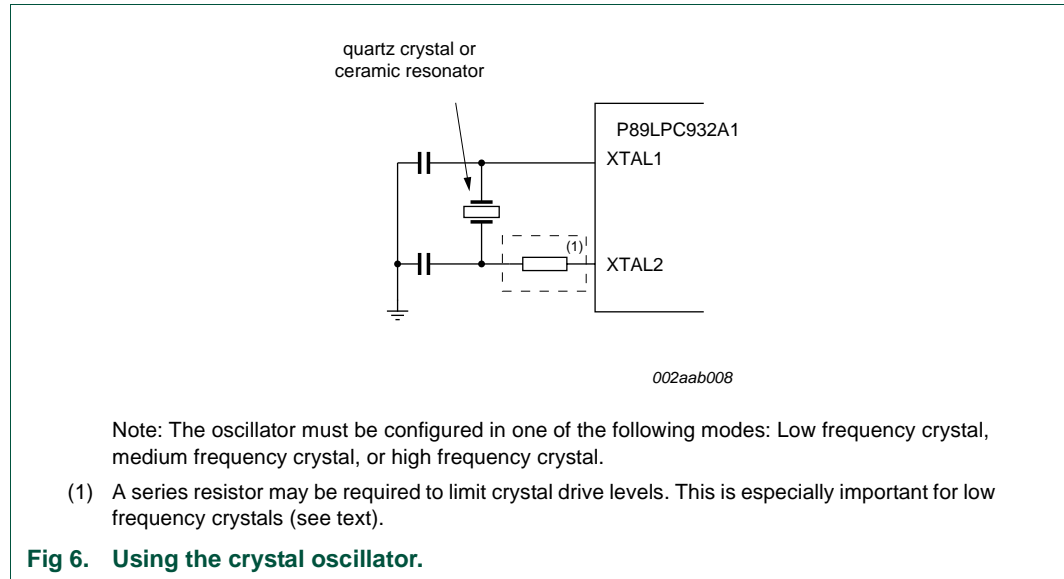 quartz crystal or
ceramic resonator
P89LPC932A1
XTAL1
(1)
XTAL2
002aab008
Note: The oscillator must be configured in one of the following modes: Low frequency crystal,
medium frequency crystal, or high frequency crystal.
(1) A series resistor may be required to limit crystal drive levels. This is especially important for low
frequency crystals (see text).
Fig 6. Using the crystal oscillator.